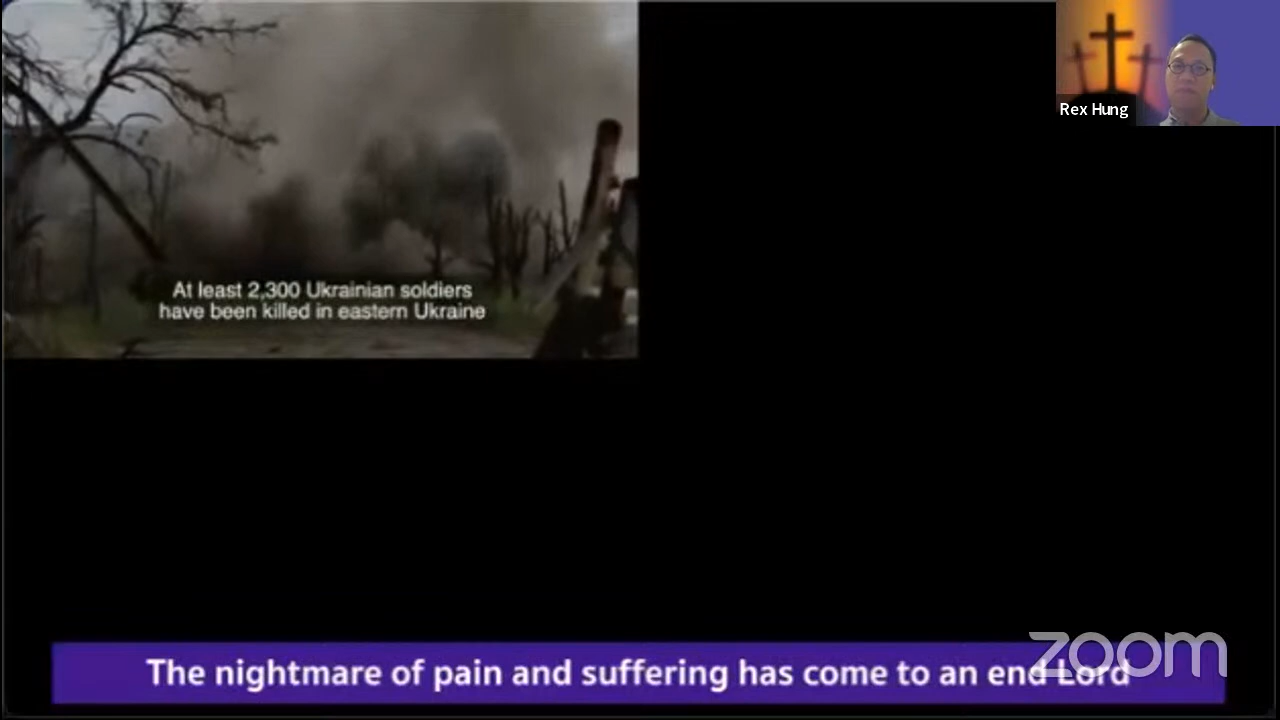 Rex Hung
At least 2,300 Ukrainian soldiers
have been killed in eastern Ukraine
The nightmare of pain and suffering has come to an end Lord
zoom